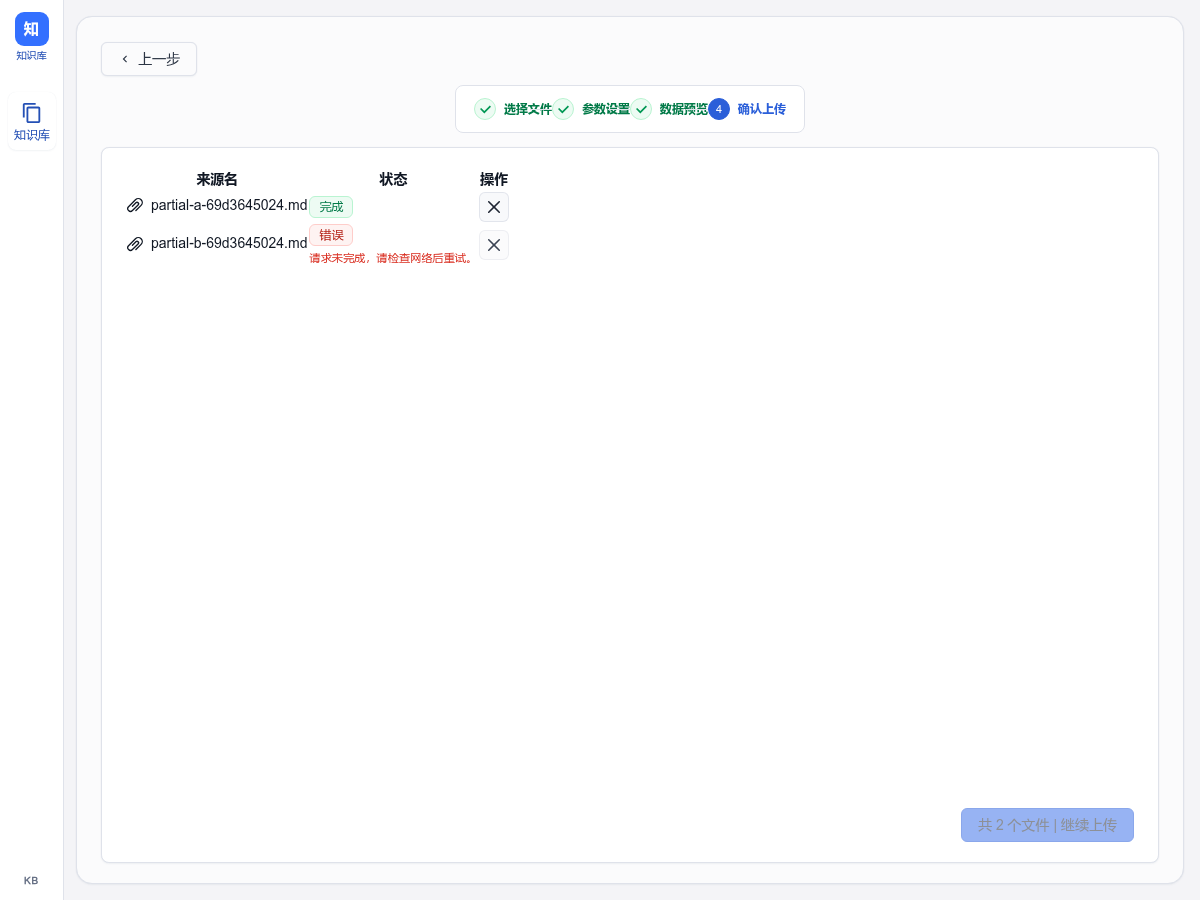 知
知识库
知识库
KB
上一步
选择文件 参数设置 数据预览 4 确认上传
来源名 状态 操作
partial-a-69d3645024.md 完成
partial-b-69d3645024.md 错误
请求未完成，请检查网络后重试。
共 2 个文件 | 继续上传